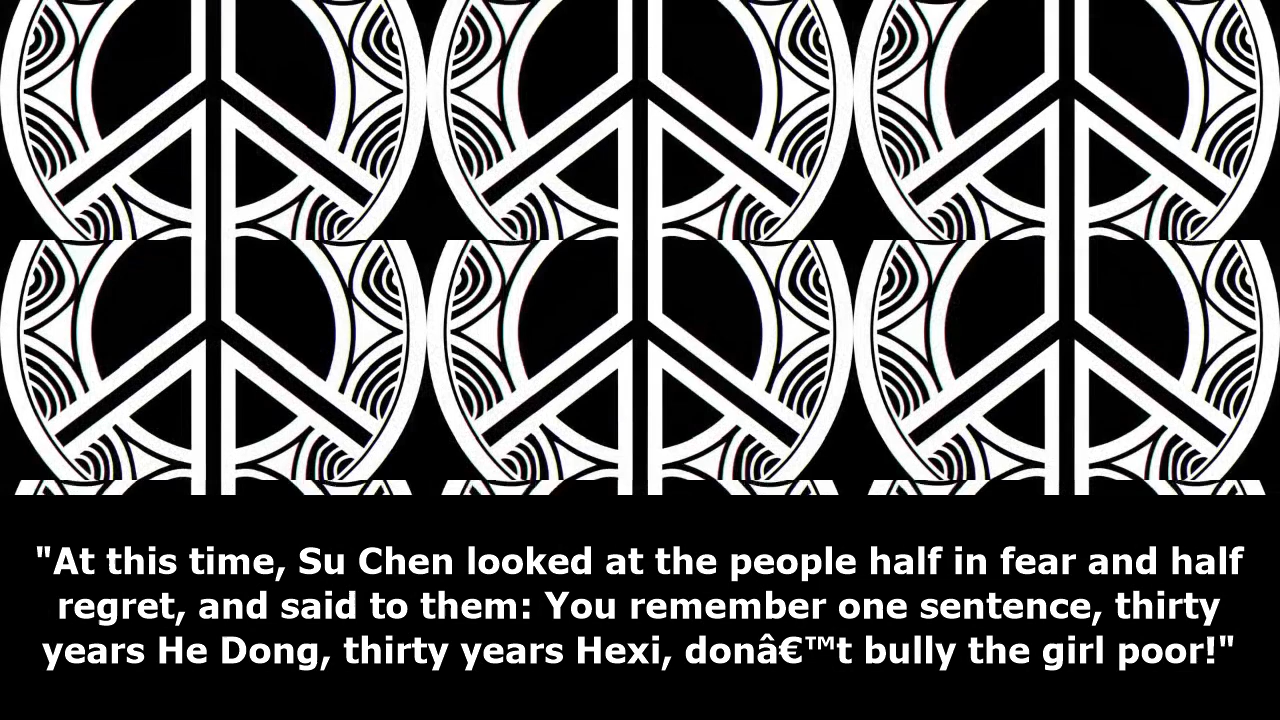 "At this time, Su Chen looked at the people half in fear and half
regret, and said to them: You remember one sentence, thirty
years He Dong, thirty years Hexi, donâ€™t bully the girl poor!"